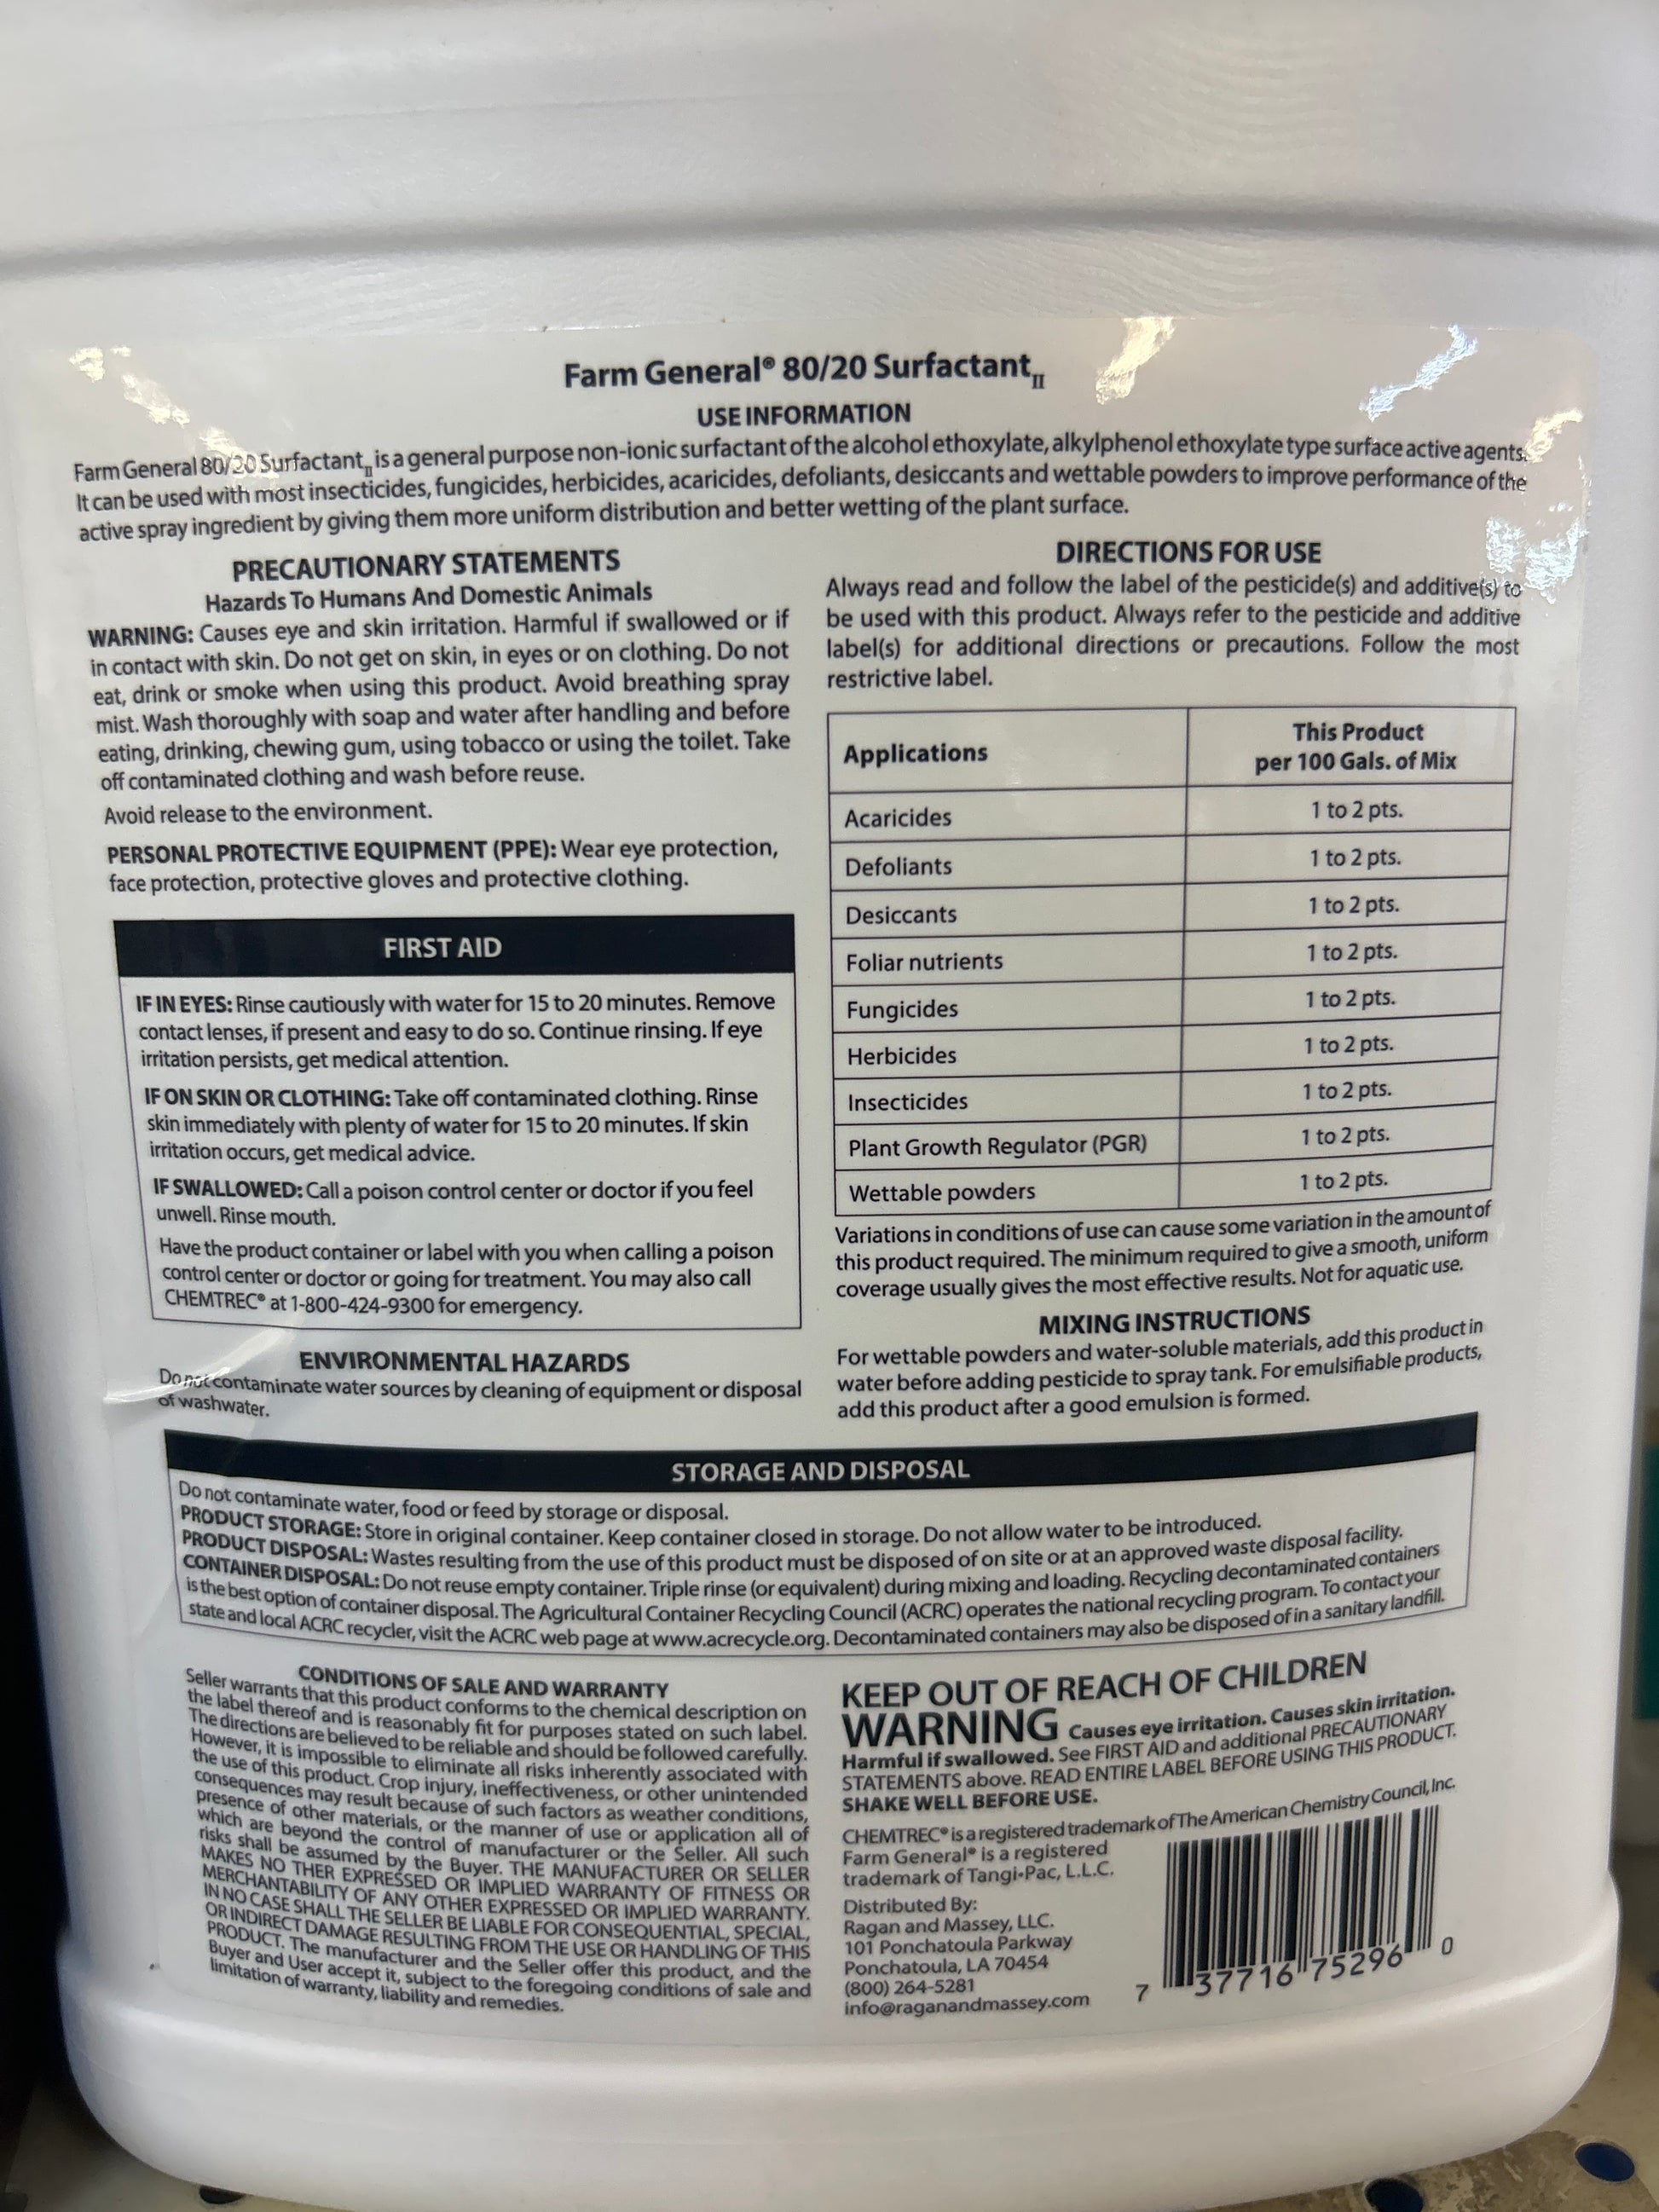 Farm General® 80/20 Surfactant II
USE INFORMATION
Farm General 80/20 Surfactant II is a general purpose non-ionic surfactant of the alcohol ethoxylate, alkylphenol ethoxylate type surface active agents.
It can be used with most insecticides, fungicides, herbicides, acaricides, defoliants, desiccants and wettable powders to improve performance of the
active spray ingredient by giving them more uniform distribution and better wetting of the plant surface.
PRECAUTIONARY STATEMENTS
Hazards To Humans And Domestic Animals
WARNING: Causes eye and skin irritation. Harmful if swallowed or if
in contact with skin. Do not get on skin, in eyes or on clothing. Do not
eat, drink or smoke when using this product. Avoid breathing spray
mist. Wash thoroughly with soap and water after handling and before
eating, drinking, chewing gum, using tobacco or using the toilet. Take
off contaminated clothing and wash before reuse.
Avoid release to the environment.
PERSONAL PROTECTIVE EQUIPMENT (PPE): Wear eye protection,
face protection, protective gloves and protective clothing.
FIRST AID
IF IN EYES: Rinse cautiously with water for 15 to 20 minutes. Remove
contact lenses, if present and easy to do so. Continue rinsing. If eye
irritation persists, get medical attention.
IF ON SKIN OR CLOTHING: Take off contaminated clothing. Rinse
skin immediately with plenty of water for 15 to 20 minutes. If skin
irritation occurs, get medical advice.
IF SWALLOWED: Call a poison control center or doctor if you feel
unwell. Rinse mouth.
Have the product container or label with you when calling a poison
control center or doctor or going for treatment. You may also call
CHEMTREC® at 1-800-424-9300 for emergency.
ENVIRONMENTAL HAZARDS
Do not contaminate water sources by cleaning of equipment or disposal
of washwater.
DIRECTIONS FOR USE
Always read and follow the label of the pesticide(s) and additive(s) to
be used with this product. Always refer to the pesticide and additive
label(s) for additional directions or precautions. Follow the most
restrictive label.
Applications This Product
per 100 Gals. of Mix
Acaricides 1 to 2 pts.
Defoliants 1 to 2 pts.
Desiccants 1 to 2 pts.
Foliar nutrients 1 to 2 pts.
Fungicides 1 to 2 pts.
Herbicides 1 to 2 pts.
Insecticides 1 to 2 pts.
Plant Growth Regulator (PGR) 1 to 2 pts.
Wettable powders 1 to 2 pts.
Variations in conditions of use can cause some variation in the amount of
this product required. The minimum required to give a smooth, uniform
coverage usually gives the most effective results. Not for aquatic use.
MIXING INSTRUCTIONS
For wettable powders and water-soluble materials, add this product in
water before adding pesticide to spray tank. For emulsifiable products,
add this product after a good emulsion is formed.
STORAGE AND DISPOSAL
Do not contaminate water, food or feed by storage or disposal.
PRODUCT STORAGE: Store in original container. Keep container closed in storage. Do not allow water to be introduced.
PRODUCT DISPOSAL: Wastes resulting from the use of this product must be disposed of on site or at an approved waste disposal facility.
CONTAINER DISPOSAL: Do not reuse empty container. Triple rinse (or equivalent) during mixing and loading. Recycling decontaminated containers
is the best option of container disposal. The Agricultural Container Recycling Council (ACRC) operates the national recycling program. To contact your
state and local ACRC recycler, visit the ACRC web page at www.acrecycle.org. Decontaminated containers may also be disposed of in a sanitary landfill.
CONDITIONS OF SALE AND WARRANTY
Seller warrants that this product conforms to the chemical description on
the label thereof and is reasonably fit for purposes stated on such label.
The directions are believed to be reliable and should be followed carefully.
However, it is impossible to eliminate all risks inherently associated with
the use of this product. Crop injury, ineffectiveness, or other unintended
consequences may result because of such factors as weather conditions,
presence of other materials, or the manner of use or application all of
which are beyond the control of manufacturer or the Seller. All such
risks shall be assumed by the Buyer. THE MANUFACTURER OR SELLER
MAKES NO THER EXPRESSED OR IMPLIED WARRANTY OF FITNESS OR
MERCHANTABILITY OF ANY OTHER EXPRESSED OR IMPLIED WARRANTY.
IN NO CASE SHALL THE SELLER BE LIABLE FOR CONSEQUENTIAL, SPECIAL,
OR INDIRECT DAMAGE RESULTING FROM THE USE OR HANDLING OF THIS
PRODUCT. The manufacturer and the Seller offer this product, and the
Buyer and User accept it, subject to the foregoing conditions of sale and
limitation of warranty, liability and remedies.
KEEP OUT OF REACH OF CHILDREN
WARNING Causes eye irritation. Causes skin irritation.
Harmful if swallowed. See FIRST AID and additional PRECAUTIONARY
STATEMENTS above. READ ENTIRE LABEL BEFORE USING THIS PRODUCT.
SHAKE WELL BEFORE USE.
CHEMTREC® is a registered trademark of The American Chemistry Council, Inc.
Farm General® is a registered
trademark of Tangi-Pac, L.L.C.
Distributed By:
Ragan and Massey, LLC.
101 Ponchatoula Parkway
Ponchatoula, LA 70454
(800) 264-5281
info@raganandmassey.com
7 37716 75296 0